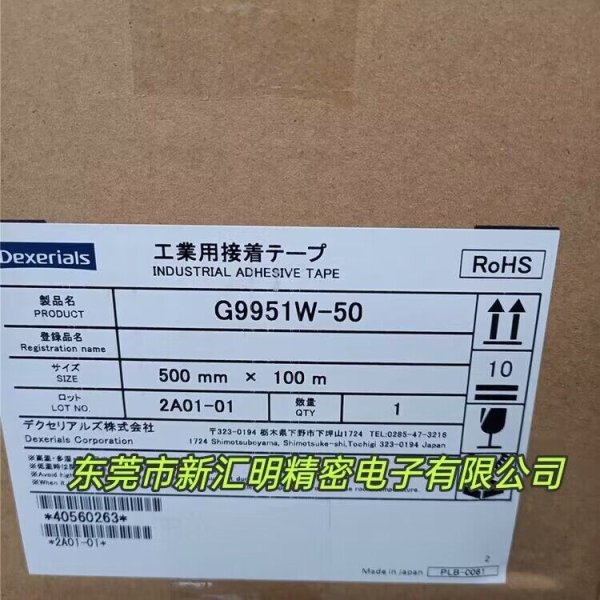 Dexerials
工業用接着テープ
INDUSTRIAL ADHESIVE TAPE
RoHS
製品名
PRODUCT
G9951W-50
登録品名
Registration name
サイズ
SIZE
500 mm × 100 m
10
ロット
LOT NO.
2A01-01
数量
QTY
1
デクセリアルズ株式会社
Dexerials Corporation
〒323-0194 栃木県下野市下坪山1724 TEL:0285-47-3216
1724 Shimotsuboyama, Shimotsuke-shi, Tochigi 323-0194 Japan
东莞市新汇明精密电子有限公司
*40560263*
*2A01-01*
2
Made in Japan
PLB-0061